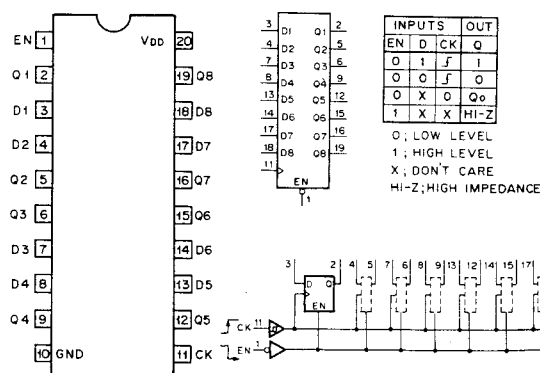 EN 1 VDD 20
Q1 2 19 Q8
D1 3 18 D8
D2 4 17 D7
Q2 5 16 Q7
Q3 6 15 Q6
D3 7 14 D6
D4 8 13 D5
Q4 9 12 Q5
10 GND 11 CK
3 D1 Q1 2
4 D2 Q2 5
7 D3 Q3 6
8 D4 Q4 9
13 D5 Q5 12
14 D6 Q6 15
17 D7 Q7 16
18 D8 Q8 19
11
EN
1
INPUTS OUT
EN D CK Q
0 1 1
0 0 0
0 X 0 Qo
1 X X HI-Z
0; LOW LEVEL
1; HIGH LEVEL
X; DON'T CARE
HI-Z; HIGH IMPEDANCE
3 2 4 5 7 6 8 9 13 12 14 15 17
D Q
EN
CK 11
EN 1